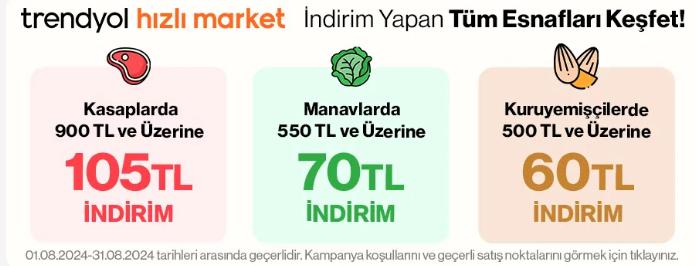 trendyol hızlı market İndirim Yapan Tüm Esnafları Keşfet!
Kasaplarda
900 TL ve Üzerine
105TL
İNDİRİM
Manavlarda
550 TL ve Üzerine
70TL
İNDİRİM
Kuruyemişçilerde
500 TL ve Üzerine
60TL
İNDİRİM
01.08.2024-31.08.2024 tarihleri arasında geçerlidir. Kampanya koşullarını ve geçerli satış noktalarını görmek için tıklayınız.